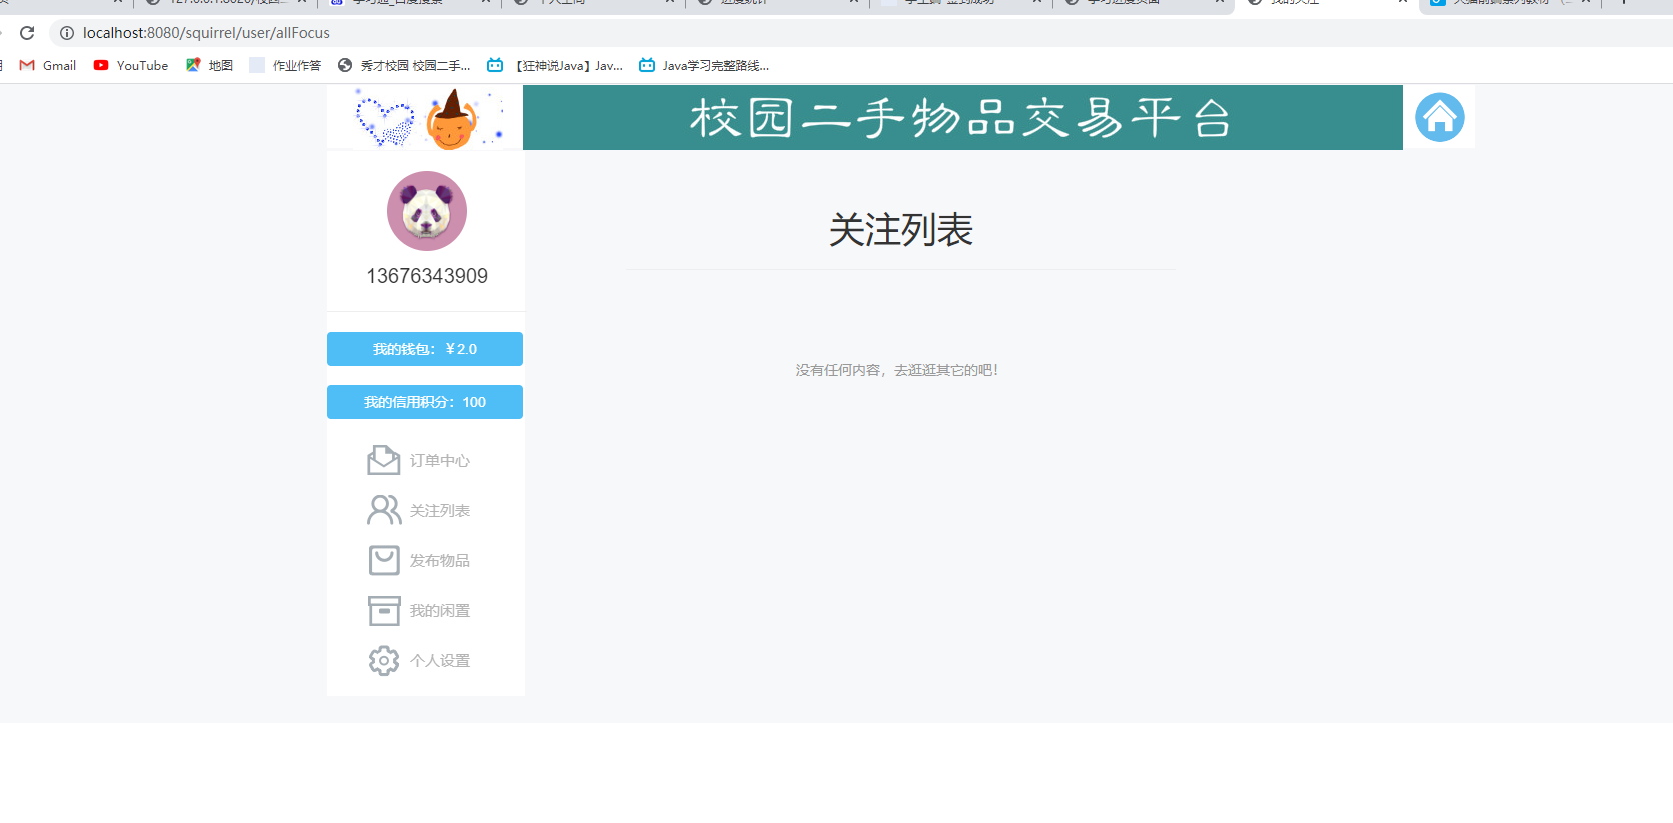 localhost:8080/squirrel/user/allFocus
Gmail YouTube 地图 作业作答 秀才校园 校园二手... 【狂神说Java】Jav... Java学习完整路线...
校园二手物品交易平台
13676343909
关注列表
我的钱包：￥2.0
没有任何内容，去逛逛其它的吧！
我的信用积分：100
订单中心
关注列表
发布物品
我的闲置
个人设置